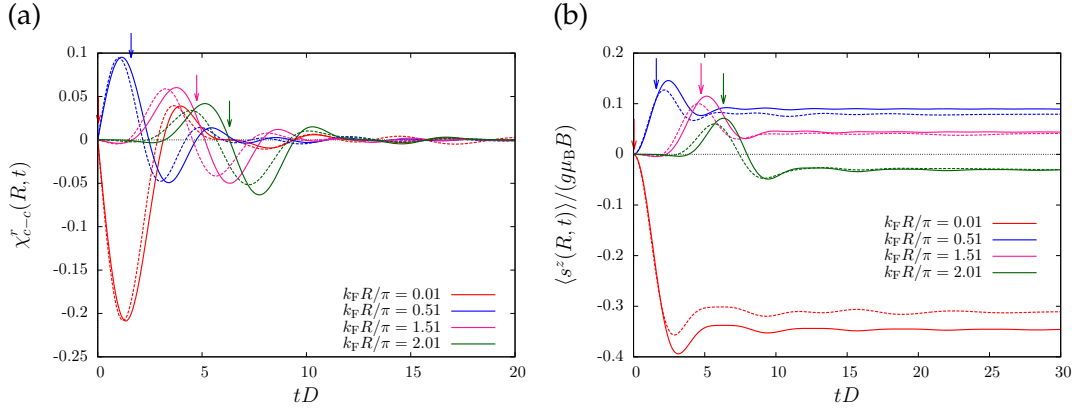 (a)
0.1
0.05
0
-0.05
-0.1
-0.15
-0.2
-0.25
χ^r_{c−c}(R, t)
k_F R/π = 0.01
k_F R/π = 0.51
k_F R/π = 1.51
k_F R/π = 2.01
0 5 10 15 20
tD
(b)
0.2
0.1
0
-0.1
-0.2
-0.3
-0.4
⟨s^z(R, t)⟩/(gμ_B B)
k_F R/π = 0.01
k_F R/π = 0.51
k_F R/π = 1.51
k_F R/π = 2.01
0 5 10 15 20 25 30
tD